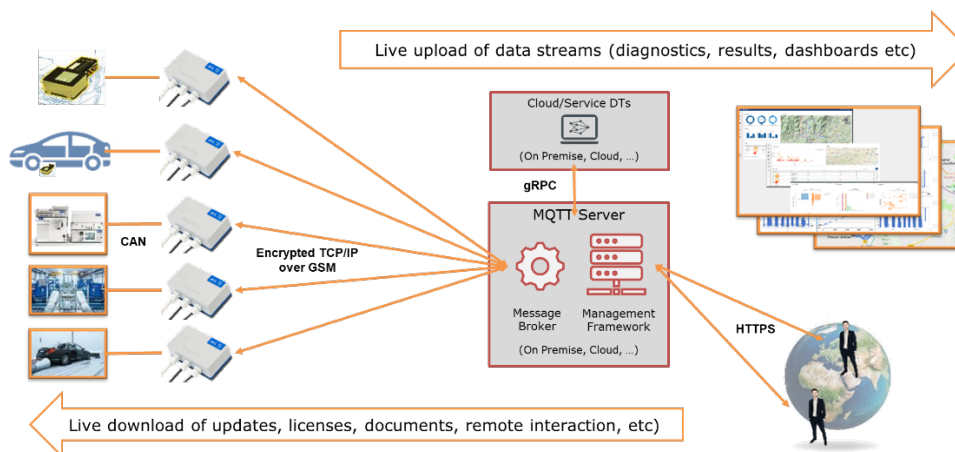 Live upload of data streams (diagnostics, results, dashboards etc)
Cloud/Service DTs
(On Premise, Cloud, ...)
gRPC
MQTT Server
CAN
Encrypted TCP/IP
over GSM
Message
Broker
Management
Framework
(On Premise, Cloud, ...)
HTTPS
Live download of updates, licenses, documents, remote interaction, etc)